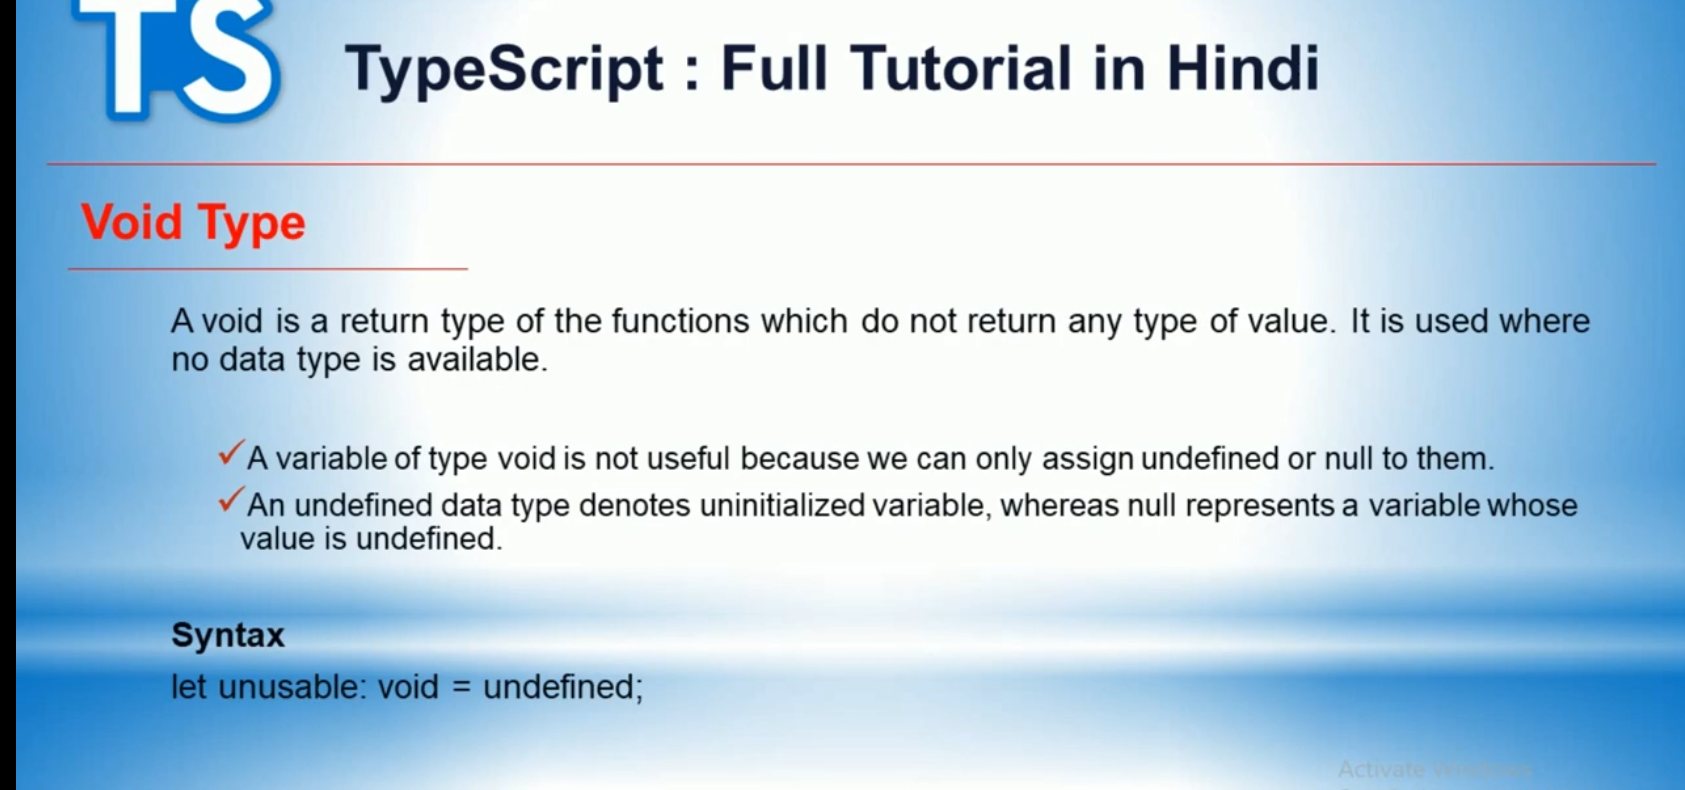 TS
TypeScript : Full Tutorial in Hindi
Void Type
A void is a return type of the functions which do not return any type of value. It is used where
no data type is available.
✓A variable of type void is not useful because we can only assign undefined or null to them.
✓An undefined data type denotes uninitialized variable, whereas null represents a variable whose
value is undefined.
Syntax
let unusable: void = undefined;
Activate Windows